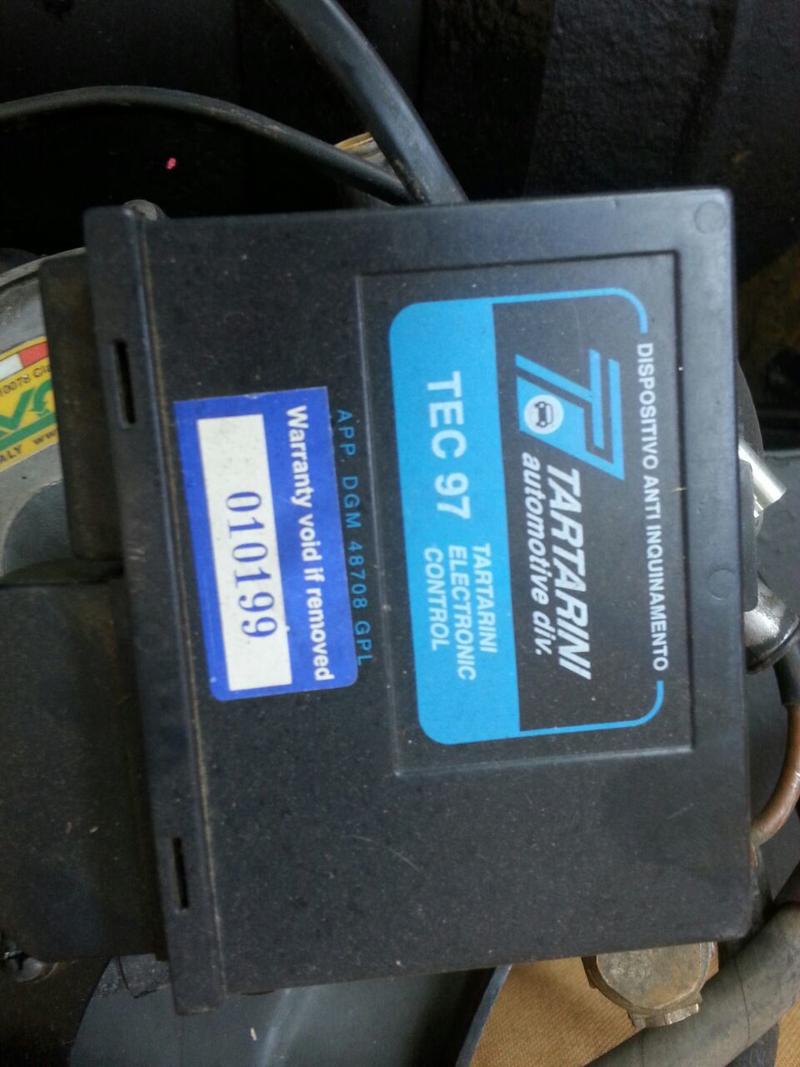 DISPOSITIVO ANTI INQUINAMENTO
TARTARINI
automotive div.
TEC 97
TARTARINI
ELECTRONIC
CONTROL
APP. DGM 48708 GPL
Warranty void if removed
010199